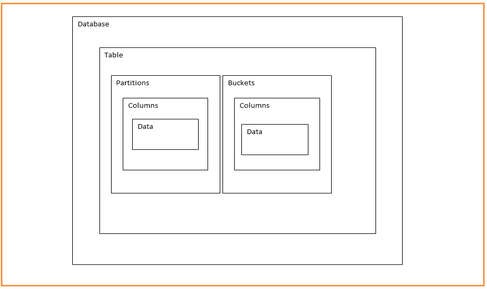 Database
Table
Partitions
Buckets
Columns
Columns
Data
Data